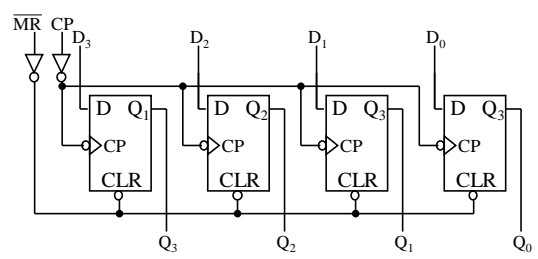 M̅R̅ CP
D₃ D₂ D₁ D₀
D Q₁ D Q₂ D Q₃ D Q₃
CP CP CP CP
CLR CLR CLR CLR
Q₃ Q₂ Q₁ Q₀